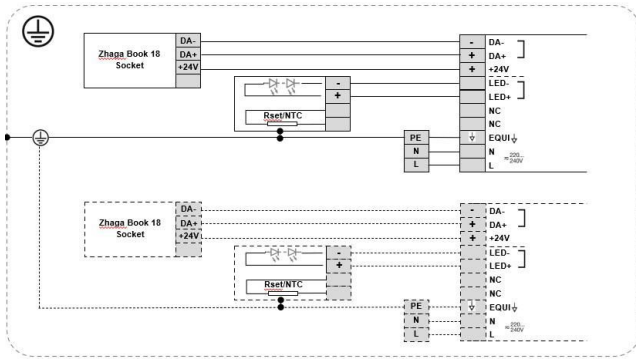 DA-
DA+
+24V
Zhaga Book 18
Socket
-
+
Rset/NTC
PE
N
L
- DA-
+ DA+
+ +24V
LED-
LED+
NC
NC
EQUI
N
L
≈ 220...
240V
DA-
DA+
+24V
Zhaga Book 18
Socket
-
+
Rset/NTC
PE
N
L
- DA-
+ DA+
+ +24V
LED-
LED+
NC
NC
EQUI
N
L
≈ 220...
240V